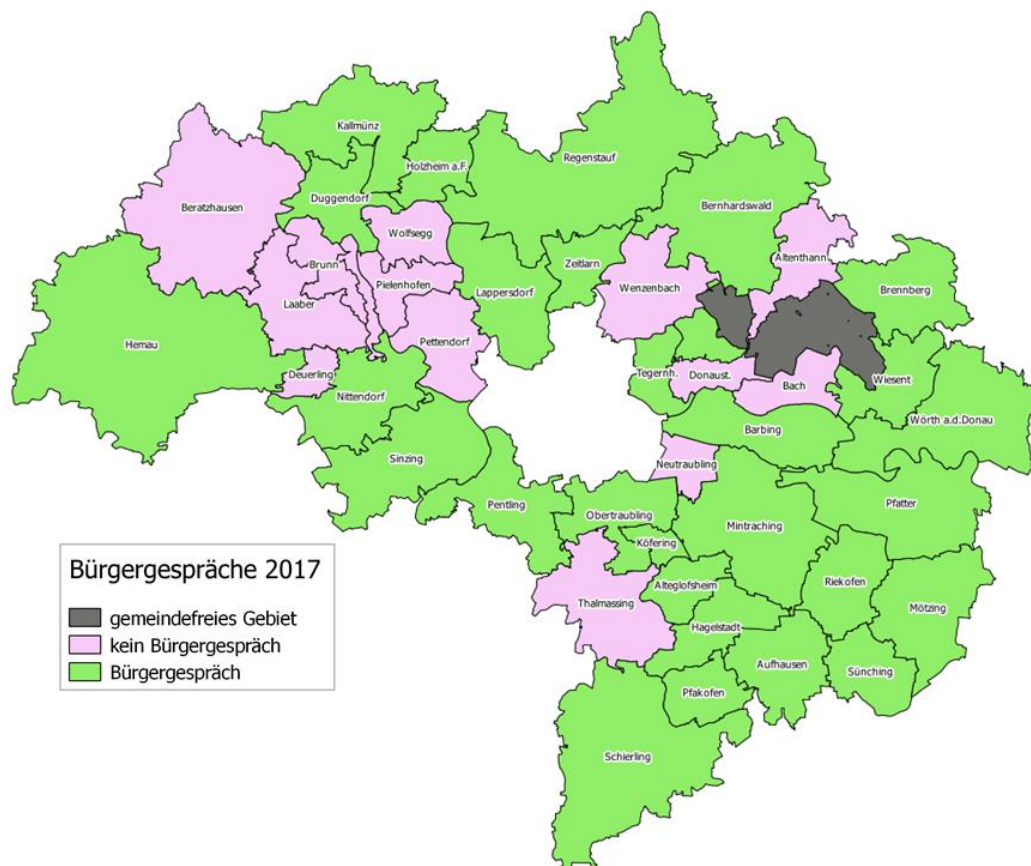 Kallmünz
Regenstauf
Holzheim a.F.
Beratzhausen
Duggendorf
Bernhardswald
Wolfsegg
Altenthann
Brunn
Zeitlarn
Pielenhofen
Wenzenbach
Brennberg
Laaber
Lappersdorf
Hemau
Pettendorf
Deuerling
Tegernh.
Donaust.
Bach
Wiesent
Nittendorf
Wörth a.d.Donau
Barbing
Sinzing
Neutraubling
Pentling
Pfatter
Obertraubling
Mintraching
Köfering
Alteglofsheim
Riekofen
Thalmassing
Mötzing
Hagelstadt
Aufhausen
Sünching
Pfakofen
Schierling
Bürgergespräche 2017
gemeindefreies Gebiet
kein Bürgergespräch
Bürgergespräch